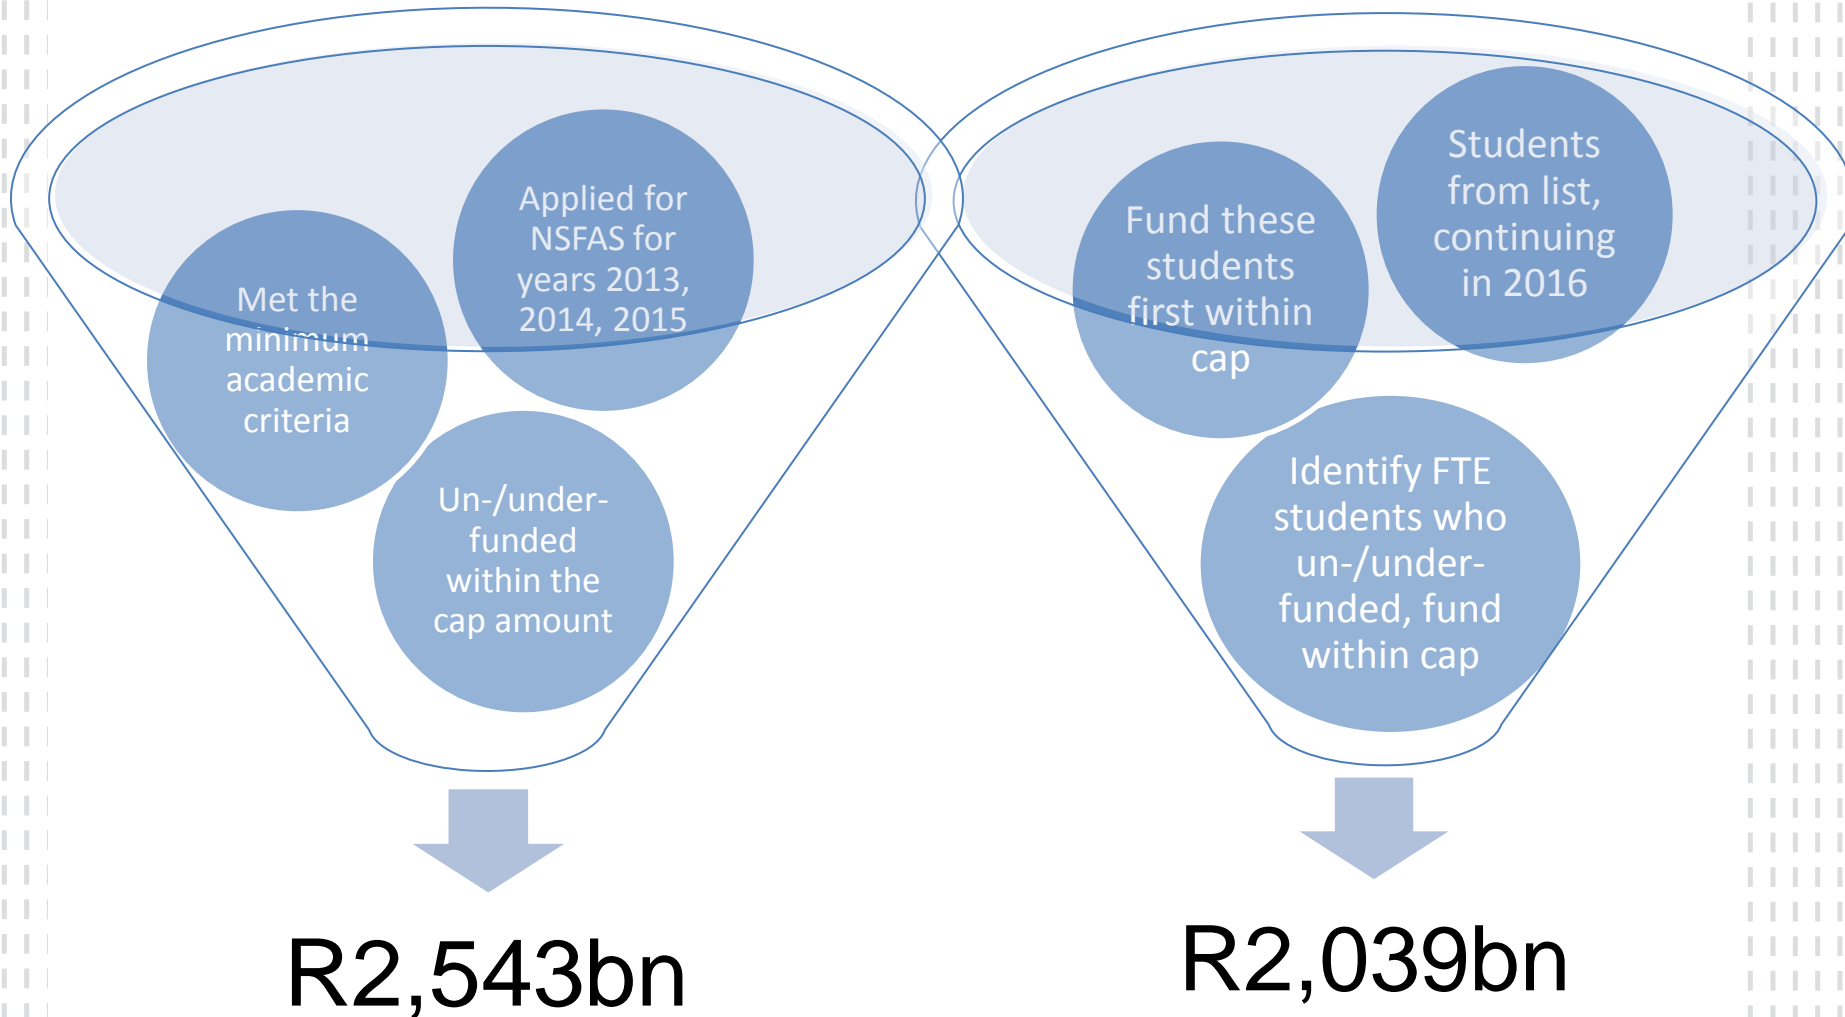 Met the
minimum
academic
criteria
Applied for
NSFAS for
years 2013,
2014, 2015
Un-/under-
funded
within the
cap amount
R2,543bn
Fund these
students
first within
cap
Students
from list,
continuing
in 2016
Identify FTE
students who
un-/under-
funded, fund
within cap
R2,039bn